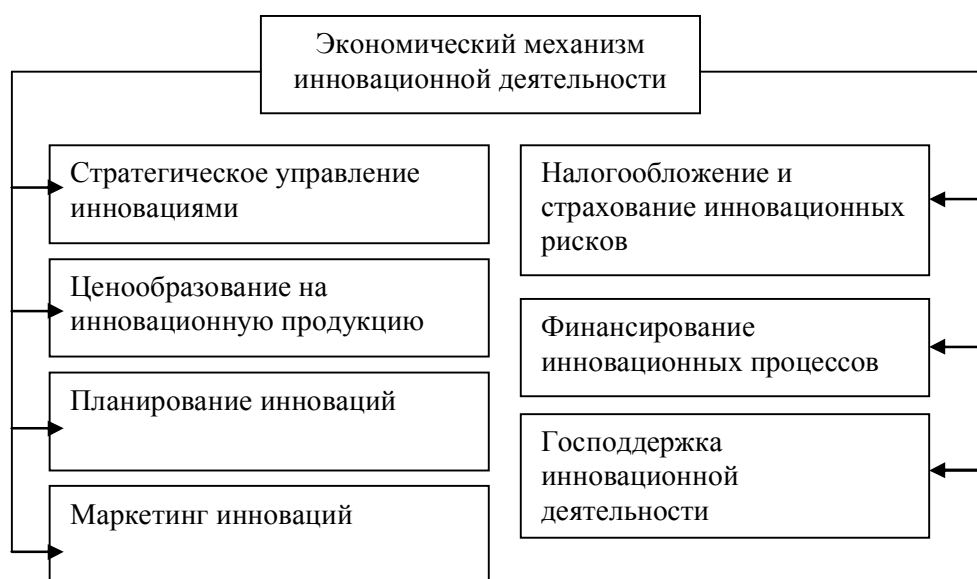 Экономический механизм
инновационной деятельности
Стратегическое управление
инновациями
Ценообразование на
инновационную продукцию
Планирование инноваций
Маркетинг инноваций
Налогообложение и
страхование инновационных
рисков
Финансирование
инновационных процессов
Господдержка
инновационной
деятельности